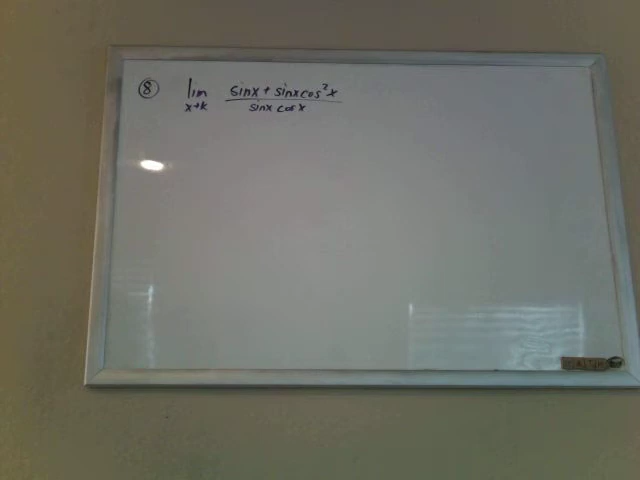 ⑧ lim x→k (sinx + sinxcos²x) / (sinx cosx)